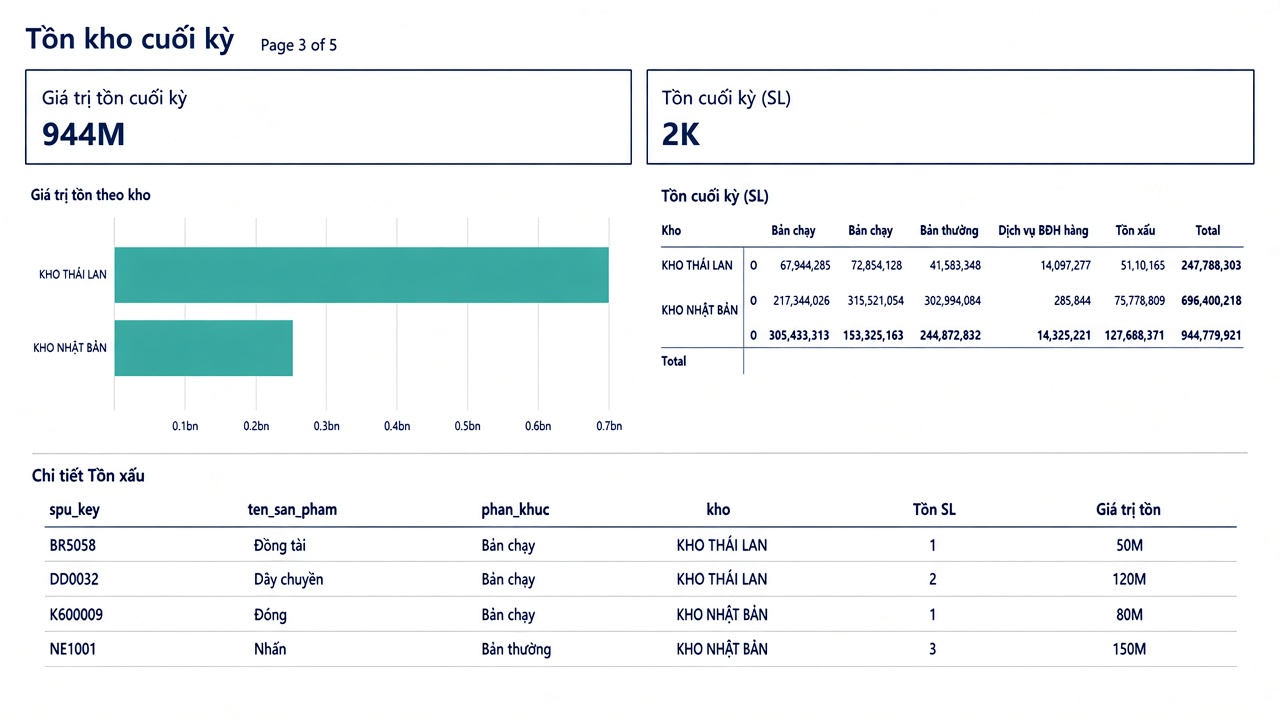 Tồn kho cuối kỳ Page 3 of 5
Giá trị tồn cuối kỳ
944M
Tồn cuối kỳ (SL)
2K
Giá trị tồn theo kho
KHO THÁI LAN
KHO NHẬT BẢN
0.1bn 0.2bn 0.3bn 0.4bn 0.5bn 0.6bn 0.7bn
Tồn cuối kỳ (SL)
Kho Bản chạy Bản chạy Bản thường Dịch vụ BĐH hàng Tồn xấu Total
KHO THÁI LAN 0 67,944,285 72,854,128 41,583,348 14,097,277 51,10,165 247,788,303
KHO NHẬT BẢN 0 217,344,026 315,521,054 302,994,084 285,844 75,778,809 696,400,218
0 305,433,313 153,325,163 244,872,832 14,325,221 127,688,371 944,779,921
Total
Chi tiết Tồn xấu
spu_key ten_san_pham phan_khuc kho Tồn SL Giá trị tồn
BR5058 Đồng tài Bản chạy KHO THÁI LAN 1 50M
DD0032 Dây chuyền Bản chạy KHO THÁI LAN 2 120M
K600009 Đóng Bản chạy KHO NHẬT BẢN 1 80M
NE1001 Nhấn Bản thường KHO NHẬT BẢN 3 150M